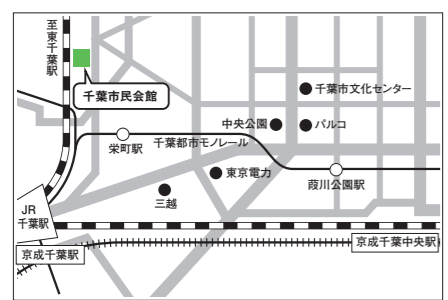 至東千葉駅
千葉市民会館
千葉市文化センター
中央公園
パルコ
栄町駅
千葉都市モノレール
東京電力
葭川公園駅
三越
JR
千葉駅
京成千葉駅
京成千葉中央駅